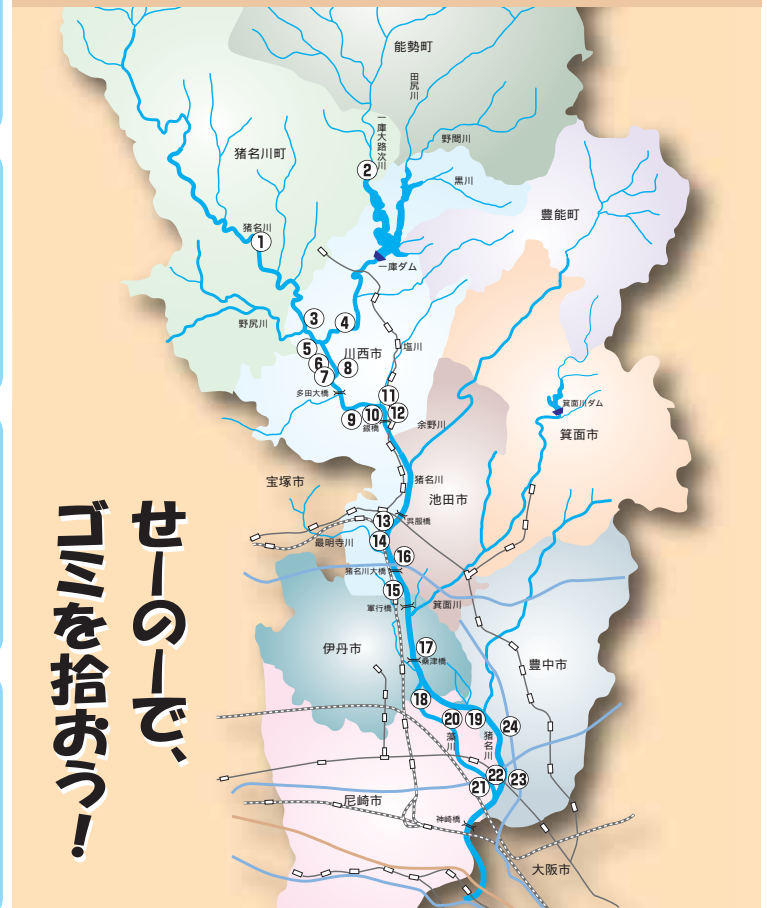 能勢町
田尻川
一庫大路次川
野間川
猪名川町
②
黒川
豊能町
猪名川
①
一庫ダム
③
④
野尻川
⑤
川西市
塩川
⑥
⑧
⑦
多田大橋
⑪
箕面川ダム
⑨
⑩
⑫
銀橋
余野川
箕面市
宝塚市
猪名川
池田市
⑬
呉服橋
最明寺川
⑭
⑯
猪名川大橋
⑮
軍行橋
箕面川
伊丹市
⑰
桑津橋
豊中市
⑱
⑳
⑲
㉔
藻川
猪名川
㉒
㉓
㉑
尼崎市
神崎橋
大阪市
せーのーで、
ゴミを拾おう!